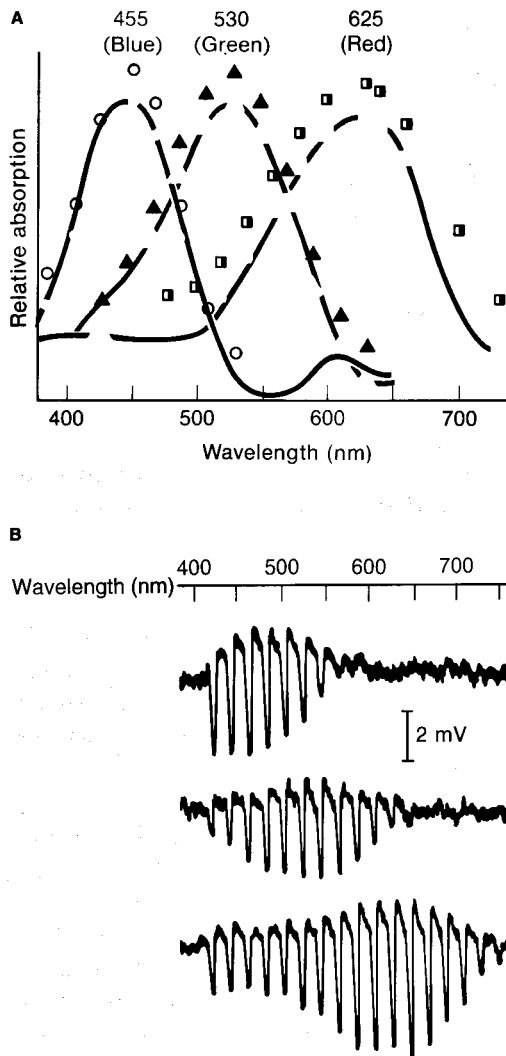 A
455 530 625
(Blue) (Green) (Red)
Relative absorption
400 500 600 700
Wavelength (nm)
B
400 500 600 700
Wavelength (nm)
2 mV